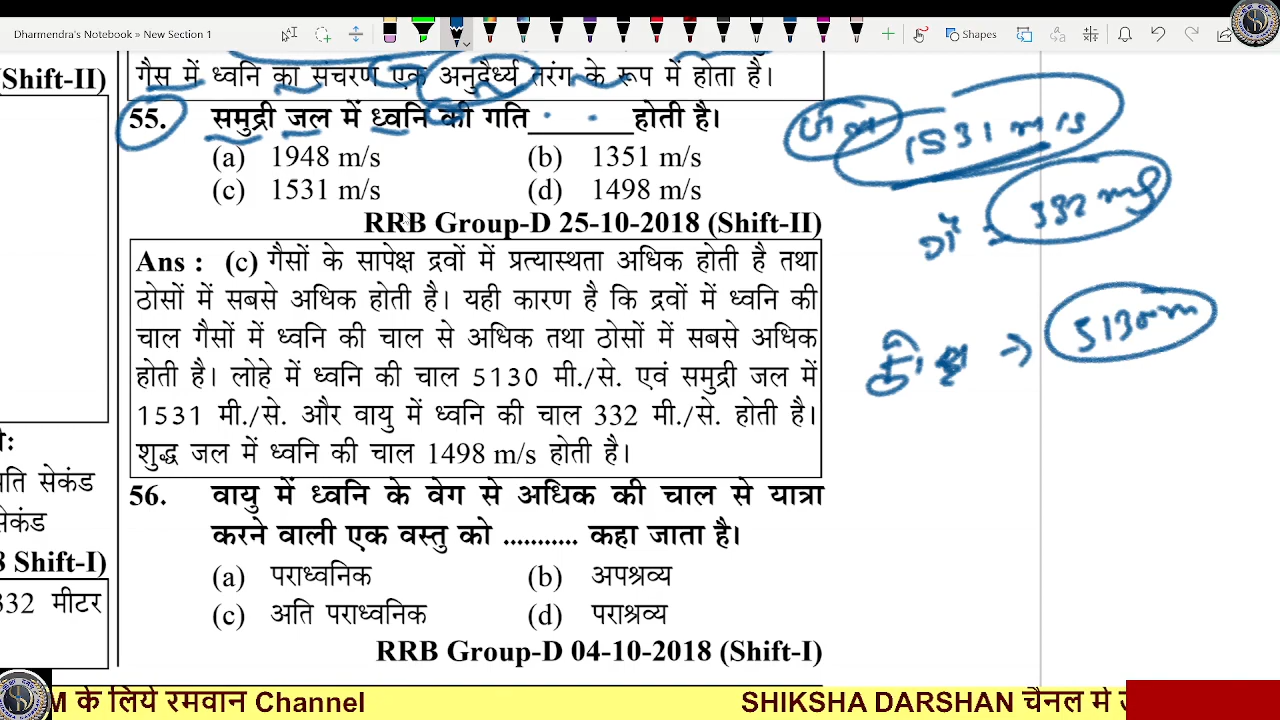 Dharmendra's Notebook » New Section 1
Shapes
(Shift-II)
गैस में ध्वनि का संचरण एक अनुदैर्ध्य तरंग के रूप में होता है।
55. समुद्री जल में ध्वनि की गति_______होती है।
(a) 1948 m/s (b) 1351 m/s
(c) 1531 m/s (d) 1498 m/s
RRB Group-D 25-10-2018 (Shift-II)
Ans : (c) गैसों के सापेक्ष द्रवों में प्रत्यास्थता अधिक होती है तथा
ठोसों में सबसे अधिक होती है। यही कारण है कि द्रवों में ध्वनि की
चाल गैसों में ध्वनि की चाल से अधिक तथा ठोसों में सबसे अधिक
होती है। लोहे में ध्वनि की चाल 5130 मी./से. एवं समुद्री जल में
1531 मी./से. और वायु में ध्वनि की चाल 332 मी./से. होती है।
शुद्ध जल में ध्वनि की चाल 1498 m/s होती है।
56. वायु में ध्वनि के वेग से अधिक की चाल से यात्रा
करने वाली एक वस्तु को ........... कहा जाता है।
(a) पराध्वनिक (b) अपश्रव्य
(c) अति पराध्वनिक (d) पराश्रव्य
RRB Group-D 04-10-2018 (Shift-I)
जल 1531 m/s
332 m/s
→ 5130 m
सेकंड
Shift-I)
332 मीटर
के लिये रमवान Channel
SHIKSHA DARSHAN चैनल में